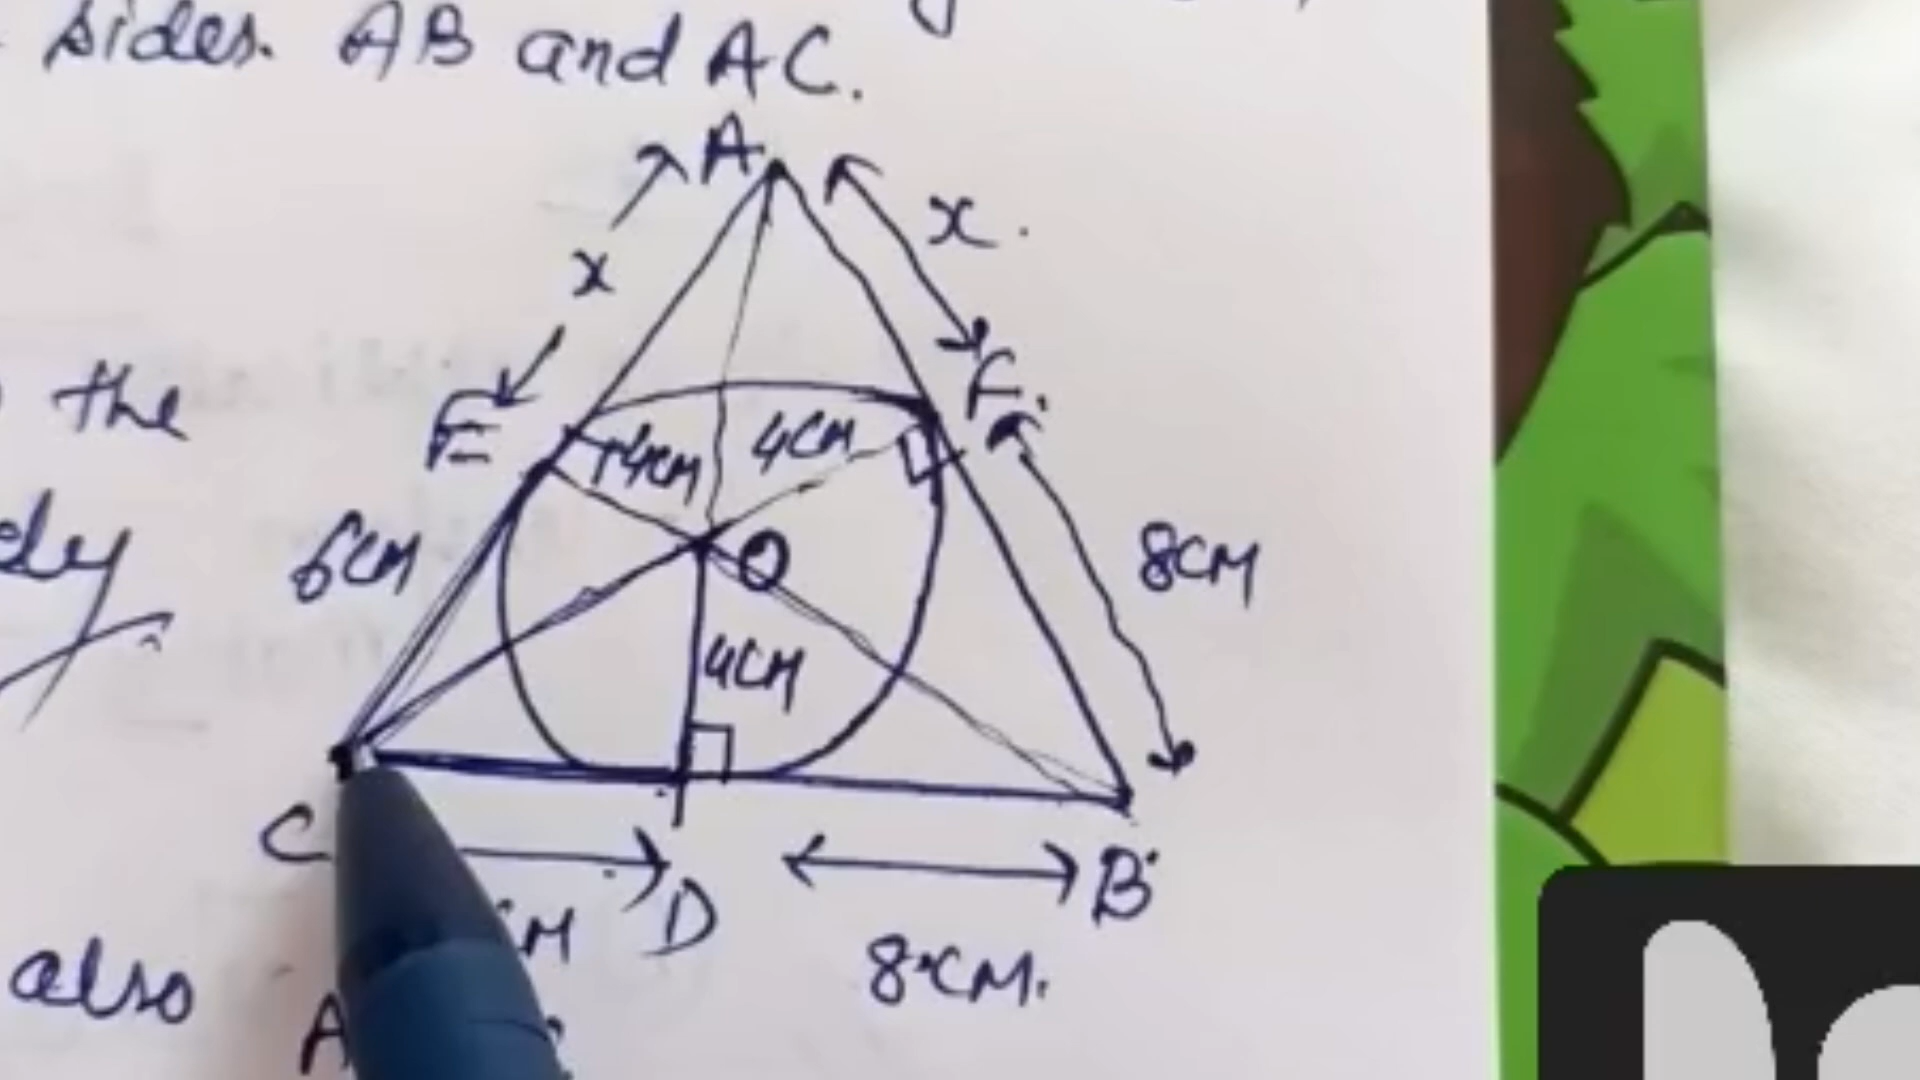 sides. AB and AC.
A
x
x.
E
F.
the
4CM
4CM
6CM
O
8CM
4CM
C
D
B
8CM.
also